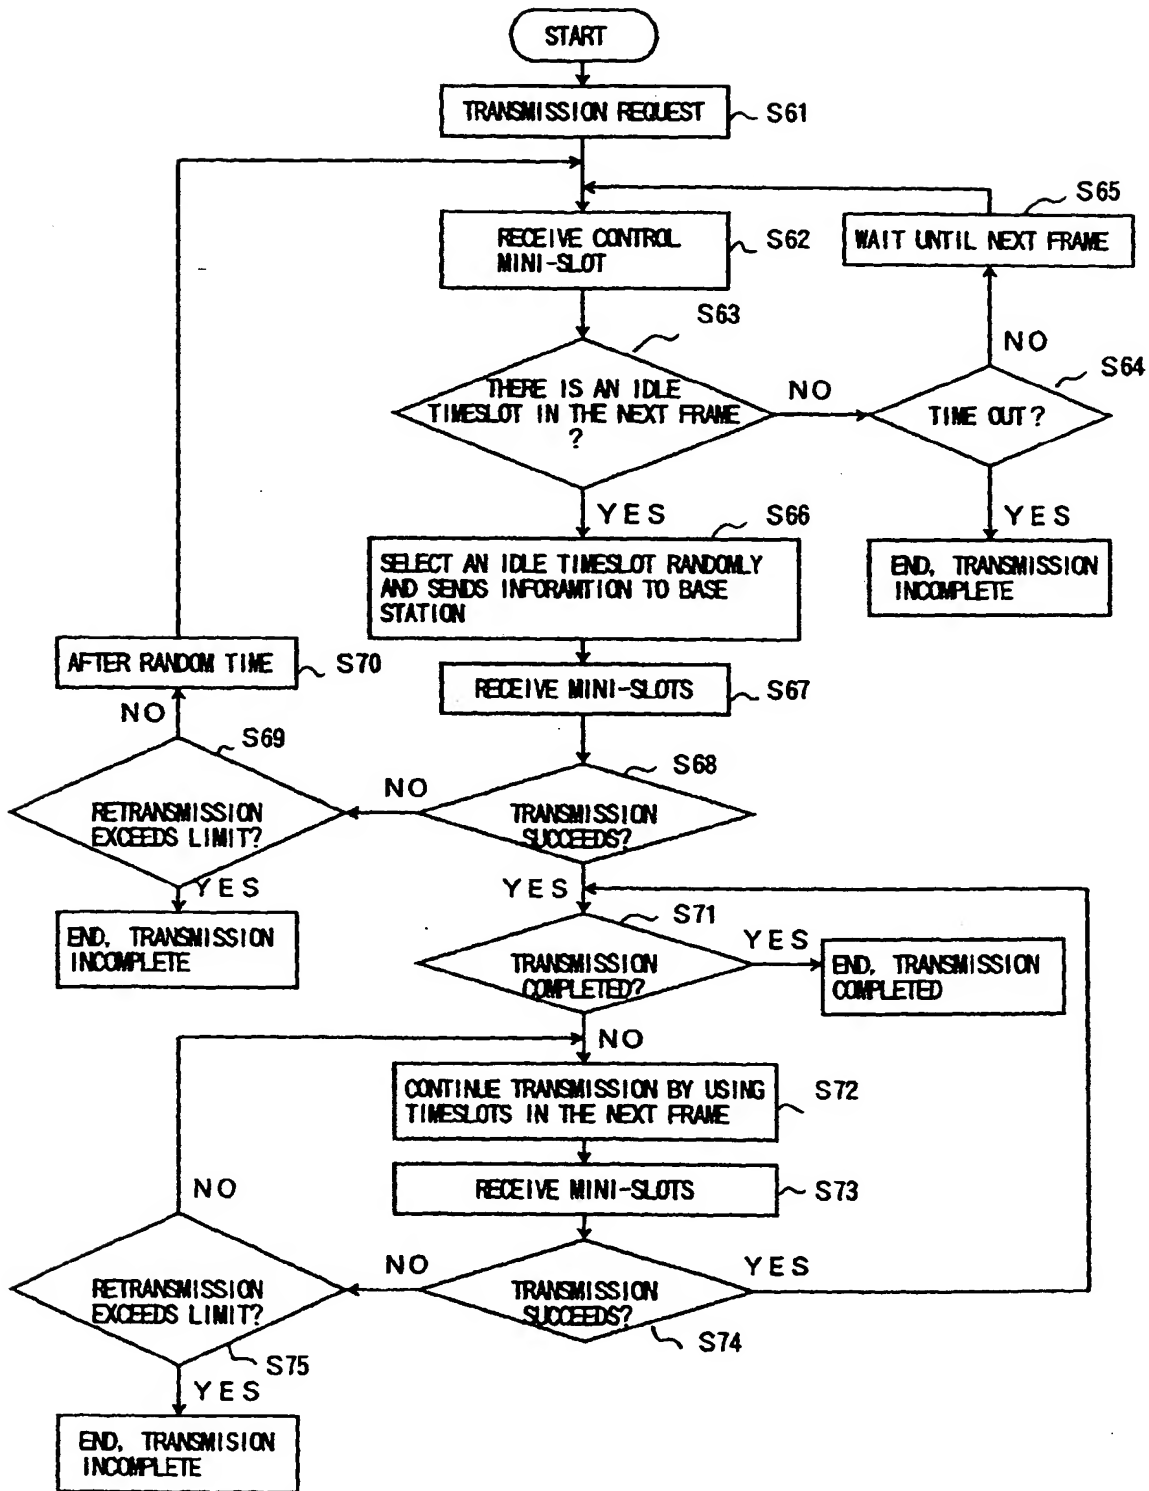 START
TRANSMISSION REQUEST
S61
S65
RECEIVE CONTROL
MINI-SLOT
S62
WAIT UNTIL NEXT FRAME
S63
NO
S64
THERE IS AN IDLE
TIMESLOT IN THE NEXT FRAME
?
NO
TIME OUT?
YES
S66
YES
SELECT AN IDLE TIMESLOT RANDOMLY
AND SENDS INFORAMTION TO BASE
STATION
END, TRANSMISSION
INCOMPLETE
AFTER RANDOM TIME
S70
RECEIVE MINI-SLOTS
S67
NO
S69
S68
NO
RETRANSMISSION
EXCEEDS LIMIT?
TRANSMISSION
SUCCEEDS?
YES
YES
S71
END, TRANSMISSION
INCOMPLETE
YES
TRANSMISSION
COMPLETED?
END, TRANSMISSION
COMPLETED
NO
CONTINUE TRANSMISSION BY USING
TIMESLOTS IN THE NEXT FRAME
S72
NO
RECEIVE MINI-SLOTS
S73
NO
YES
RETRANSMISSION
EXCEEDS LIMIT?
TRANSMISSION
SUCCEEDS?
S74
S75
YES
END, TRANSMISION
INCOMPLETE